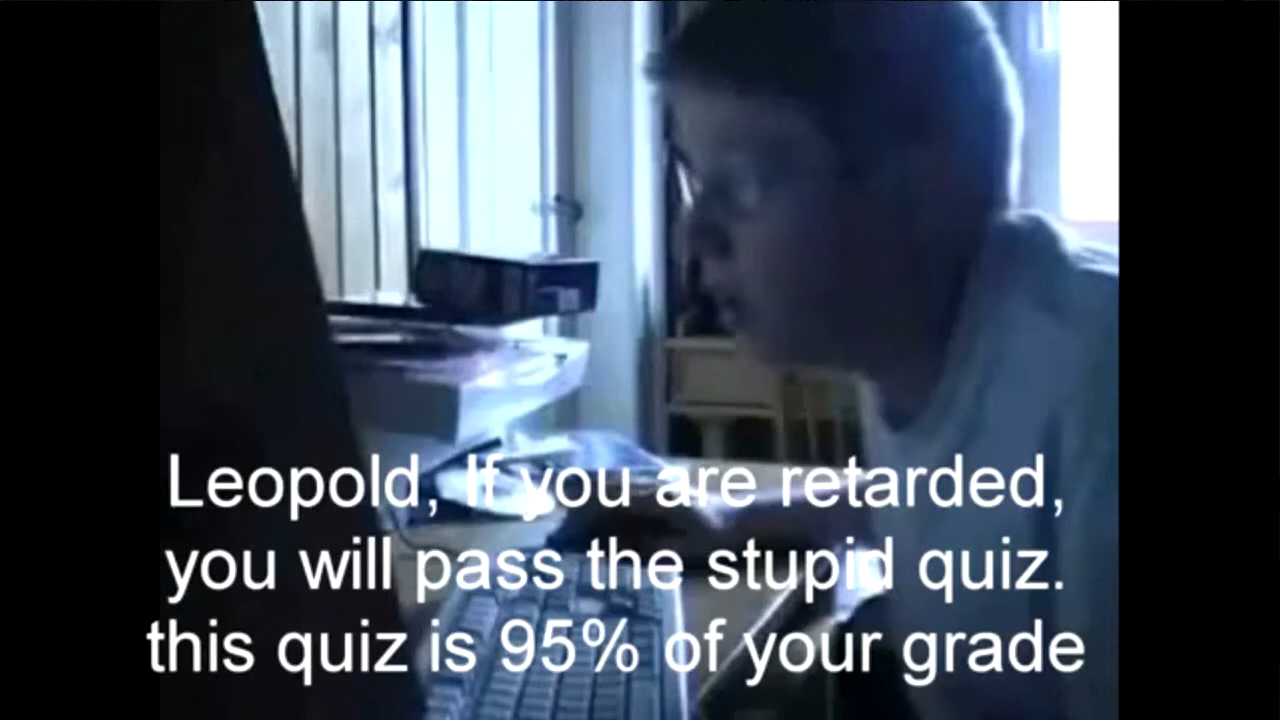 Leopold, If you are retarded,
you will pass the stupid quiz.
this quiz is 95% of your grade